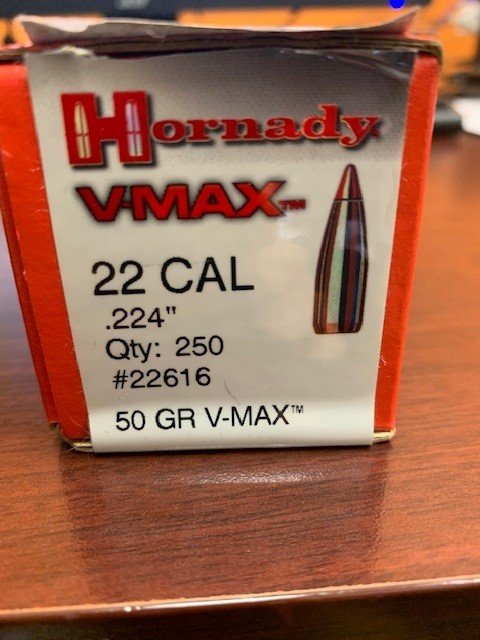 Hornady
V-MAX™
22 CAL
.224"
Qty: 250
#22616
50 GR V-MAX™